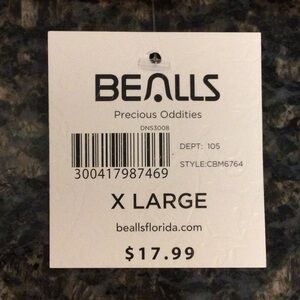 BEALLS
Precious Oddities
DNS3008
DEPT: 105
STYLE:CBM6764
300417987469
X LARGE
beallsflorida.com
$17.99